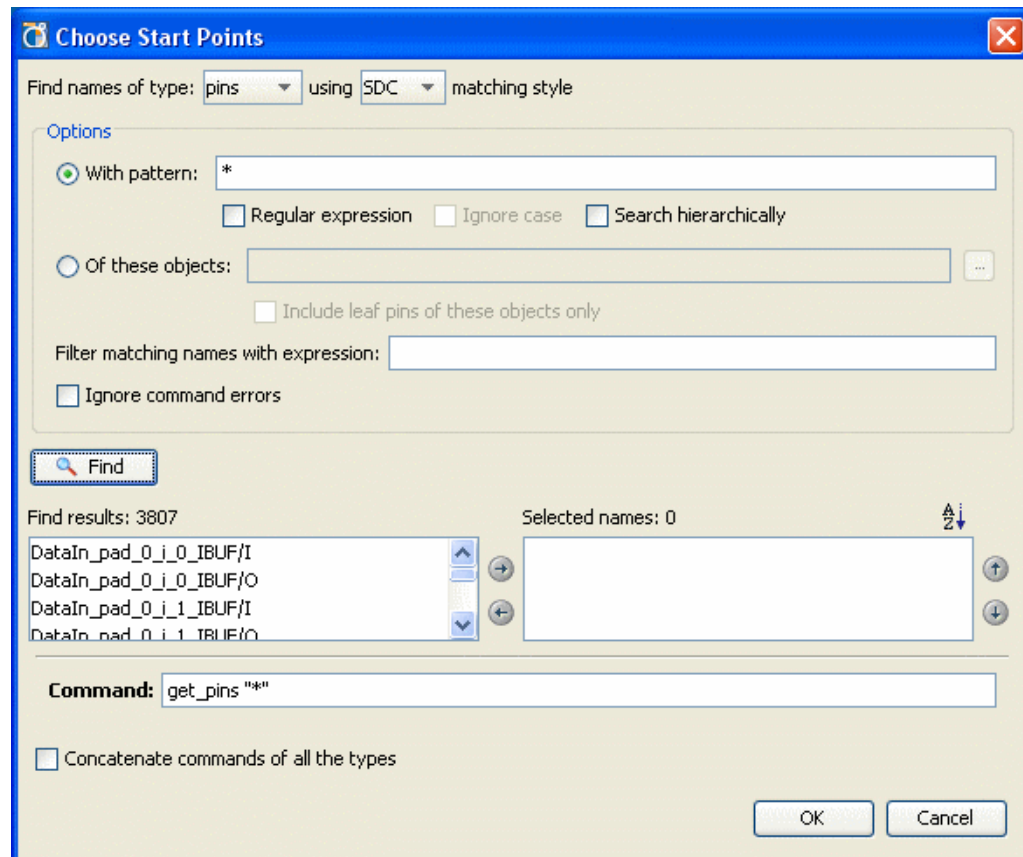 Choose Start Points
Find names of type: pins using SDC matching style
Options
With pattern: *
Regular expression Ignore case Search hierarchically
Of these objects: ...
Include leaf pins of these objects only
Filter matching names with expression:
Ignore command errors
Find
Find results: 3807 Selected names: 0 A Z
DataIn_pad_0_i_0_IBUF/I
DataIn_pad_0_i_0_IBUF/O
DataIn_pad_0_i_1_IBUF/I
DataIn_pad_0_i_1_IBUF/O
Command: get_pins "*"
Concatenate commands of all the types
OK Cancel